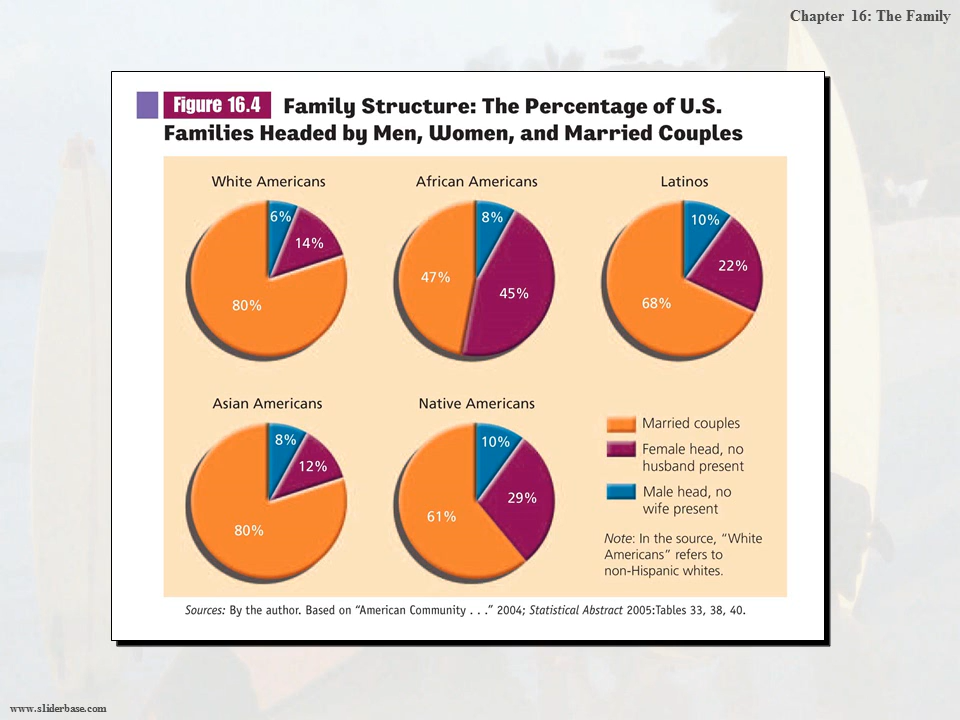 Chapter 16: The Family
Figure 16.4 Family Structure: The Percentage of U.S.
Families Headed by Men, Women, and Married Couples
White Americans
6%
14%
80%
African Americans
8%
47%
45%
Latinos
10%
22%
68%
Asian Americans
8%
12%
80%
Native Americans
10%
29%
61%
Married couples
Female head, no
husband present
Male head, no
wife present
Note: In the source, “White
Americans” refers to
non-Hispanic whites.
Sources: By the author. Based on “American Community . . .” 2004; Statistical Abstract 2005:Tables 33, 38, 40.
www.sliderbase.com